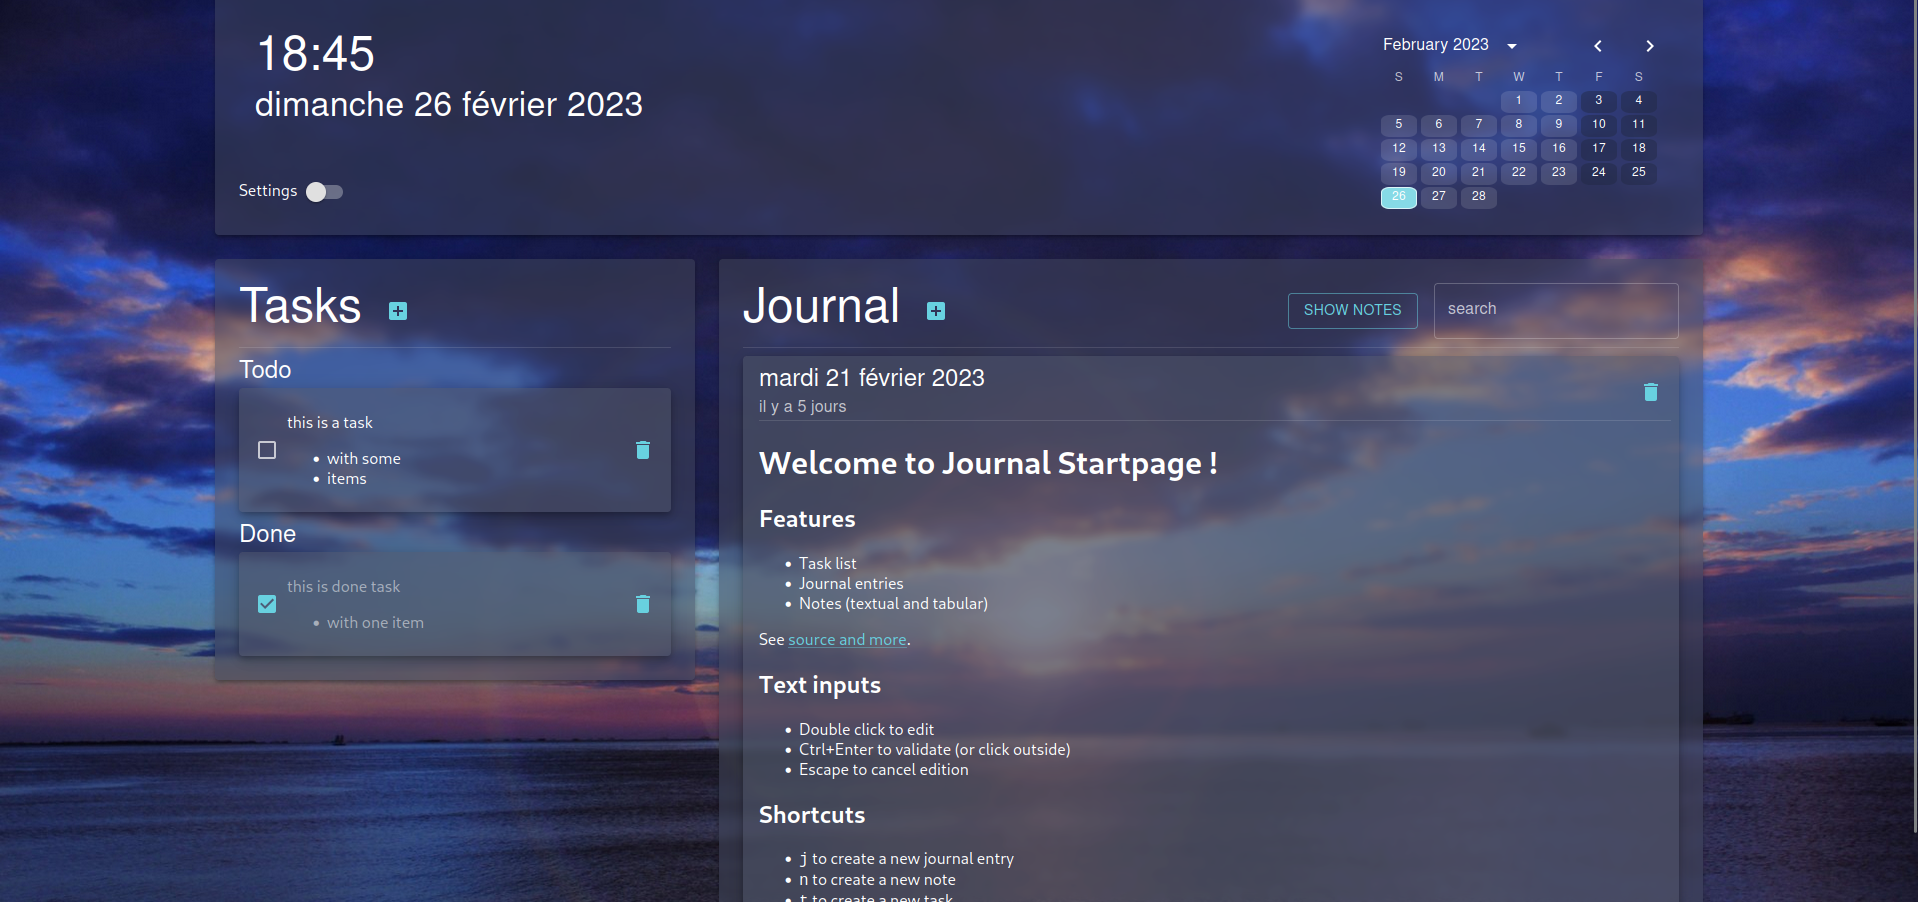 18:45
dimanche 26 février 2023
Settings
February 2023
S M T W T F S
1 2 3 4
5 6 7 8 9 10 11
12 13 14 15 16 17 18
19 20 21 22 23 24 25
26 27 28
Tasks
Todo
this is a task
• with some
• items
Done
this is done task
• with one item
Journal
SHOW NOTES
search
mardi 21 février 2023
il y a 5 jours
Welcome to Journal Startpage !
Features
• Task list
• Journal entries
• Notes (textual and tabular)
See source and more.
Text inputs
• Double click to edit
• Ctrl+Enter to validate (or click outside)
• Escape to cancel edition
Shortcuts
• j to create a new journal entry
• n to create a new note
• t to create a new task